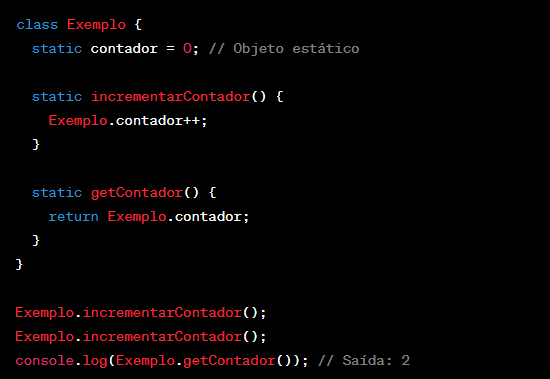 class Exemplo {
  static contador = 0; // Objeto estático

  static incrementarContador() {
    Exemplo.contador++;
  }

  static getContador() {
    return Exemplo.contador;
  }
}

Exemplo.incrementarContador();
Exemplo.incrementarContador();
console.log(Exemplo.getContador()); // Saída: 2